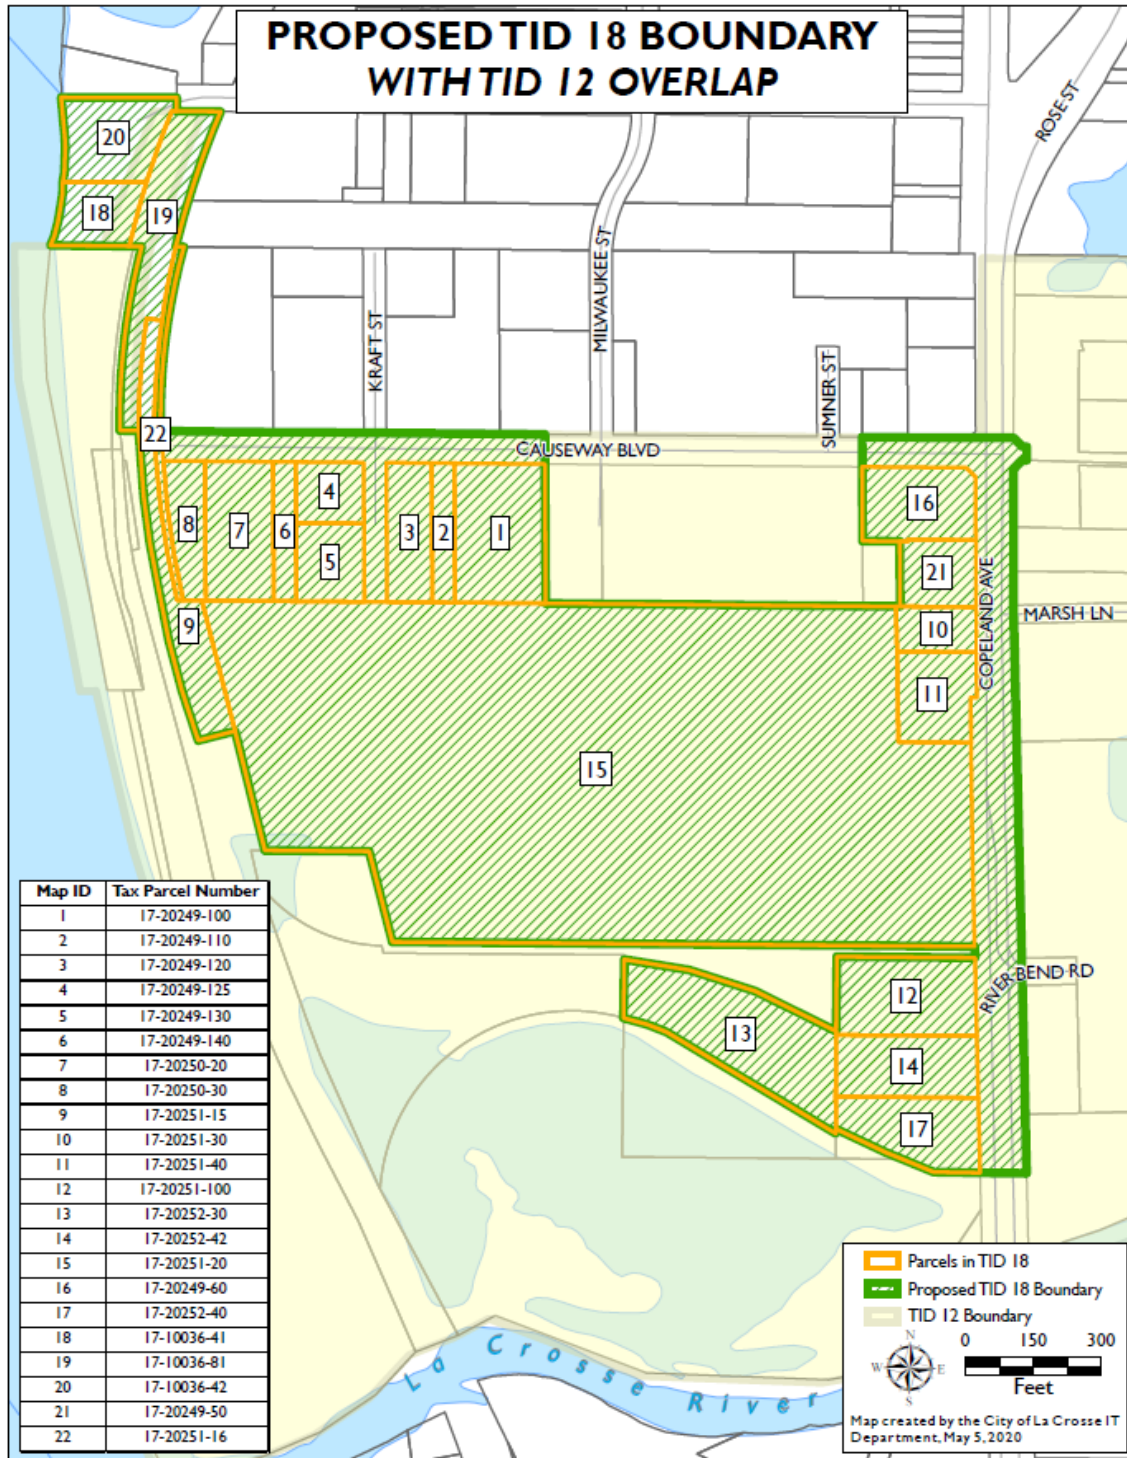 PROPOSED TID 18 BOUNDARY
WITH TID 12 OVERLAP
ROSE ST
20
18
19
MILWAUKEE ST
KRAFT ST
SUMNER ST
22
CAUSEWAY BLVD
4
16
8
7
6
3
2
1
5
21
COPELAND AVE
9
10
MARSH LN
11
15
RIVER BEND RD
12
13
14
17
Map ID Tax Parcel Number
1 17-20249-100
2 17-20249-110
3 17-20249-120
4 17-20249-125
5 17-20249-130
6 17-20249-140
7 17-20250-20
8 17-20250-30
9 17-20251-15
10 17-20251-30
11 17-20251-40
12 17-20251-100
13 17-20252-30
14 17-20252-42
15 17-20251-20
16 17-20249-60
17 17-20252-40
18 17-10036-41
19 17-10036-81
20 17-10036-42
21 17-20249-50
22 17-20251-16
La Crosse River
Parcels in TID 18
Proposed TID 18 Boundary
TID 12 Boundary
N
W E
S
0 150 300
Feet
Map created by the City of La Crosse IT
Department, May 5, 2020